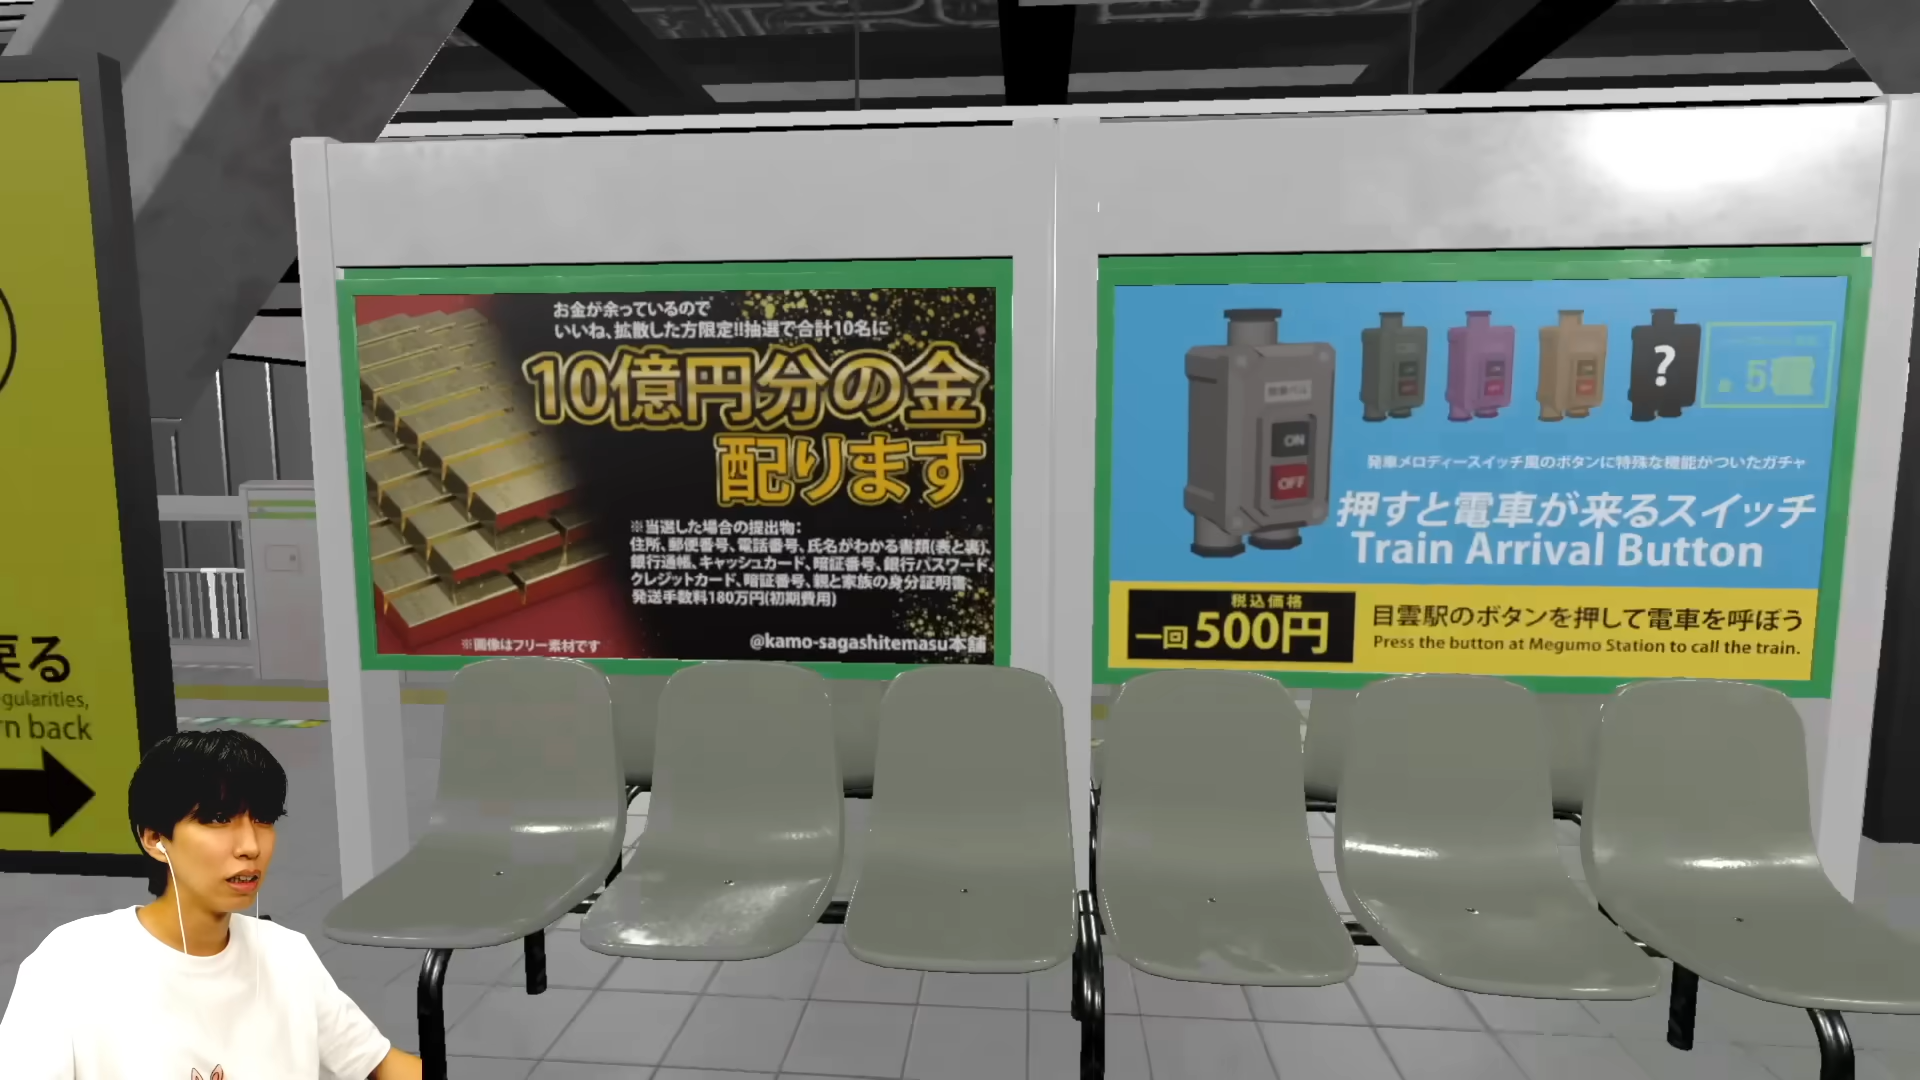 戻る
gularities,
rn back
お金が余っているので
いいね、拡散した方限定!!抽選で合計10名に
10億円分の金
配ります
※当選した場合の提出物:
住所、郵便番号、電話番号、氏名がわかる書類(表と裏)、
銀行通帳、キャッシュカード、暗証番号、銀行パスワード、
クレジットカード、暗証番号、親と家族の身分証明書、
発送手数料180万円(初期費用)
※画像はフリー素材です
@kamo-sagashitemasu本舗
ON
OFF
?
発車メロディースイッチ風のボタンに特殊な機能がついたガチャ
押すと電車が来るスイッチ
Train Arrival Button
税込価格
一回500円
目雲駅のボタンを押して電車を呼ぼう
Press the button at Megumo Station to call the train.